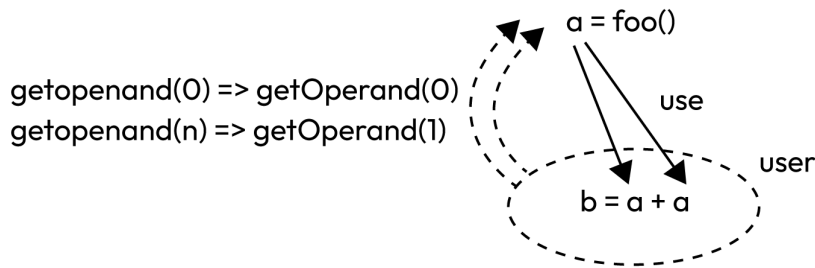 a = foo()
getopenand(0) => getOperand(0)
use
getopenand(n) => getOperand(1)
user
b = a + a